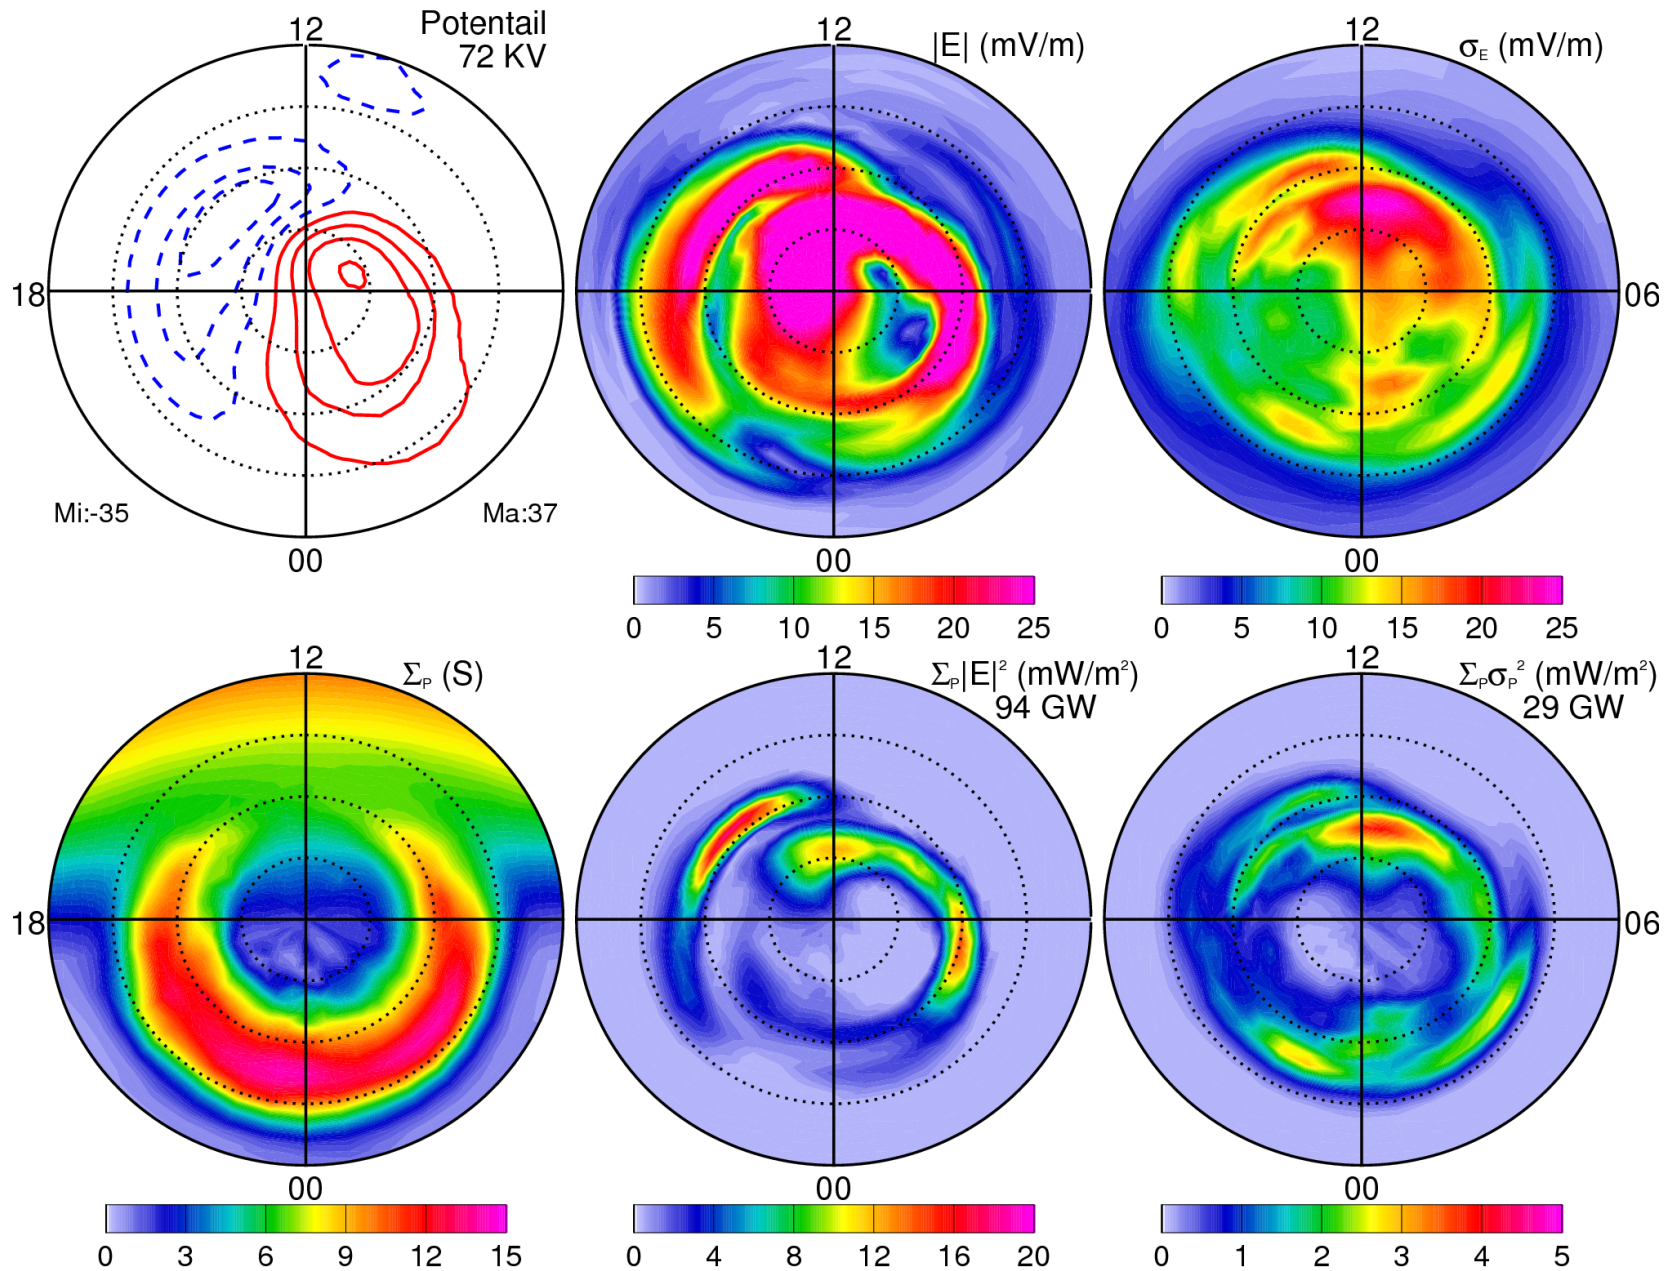 12
Potentail
72 KV
18
Mi:-35
Ma:37
00
12
|E| (mV/m)
00
0 5 10 15 20 25
12
σE (mV/m)
06
00
0 5 10 15 20 25
12
ΣP (S)
18
00
0 3 6 9 12 15
12
ΣP|E|² (mW/m²)
94 GW
00
0 4 8 12 16 20
12
ΣPσP² (mW/m²)
29 GW
06
00
0 1 2 3 4 5